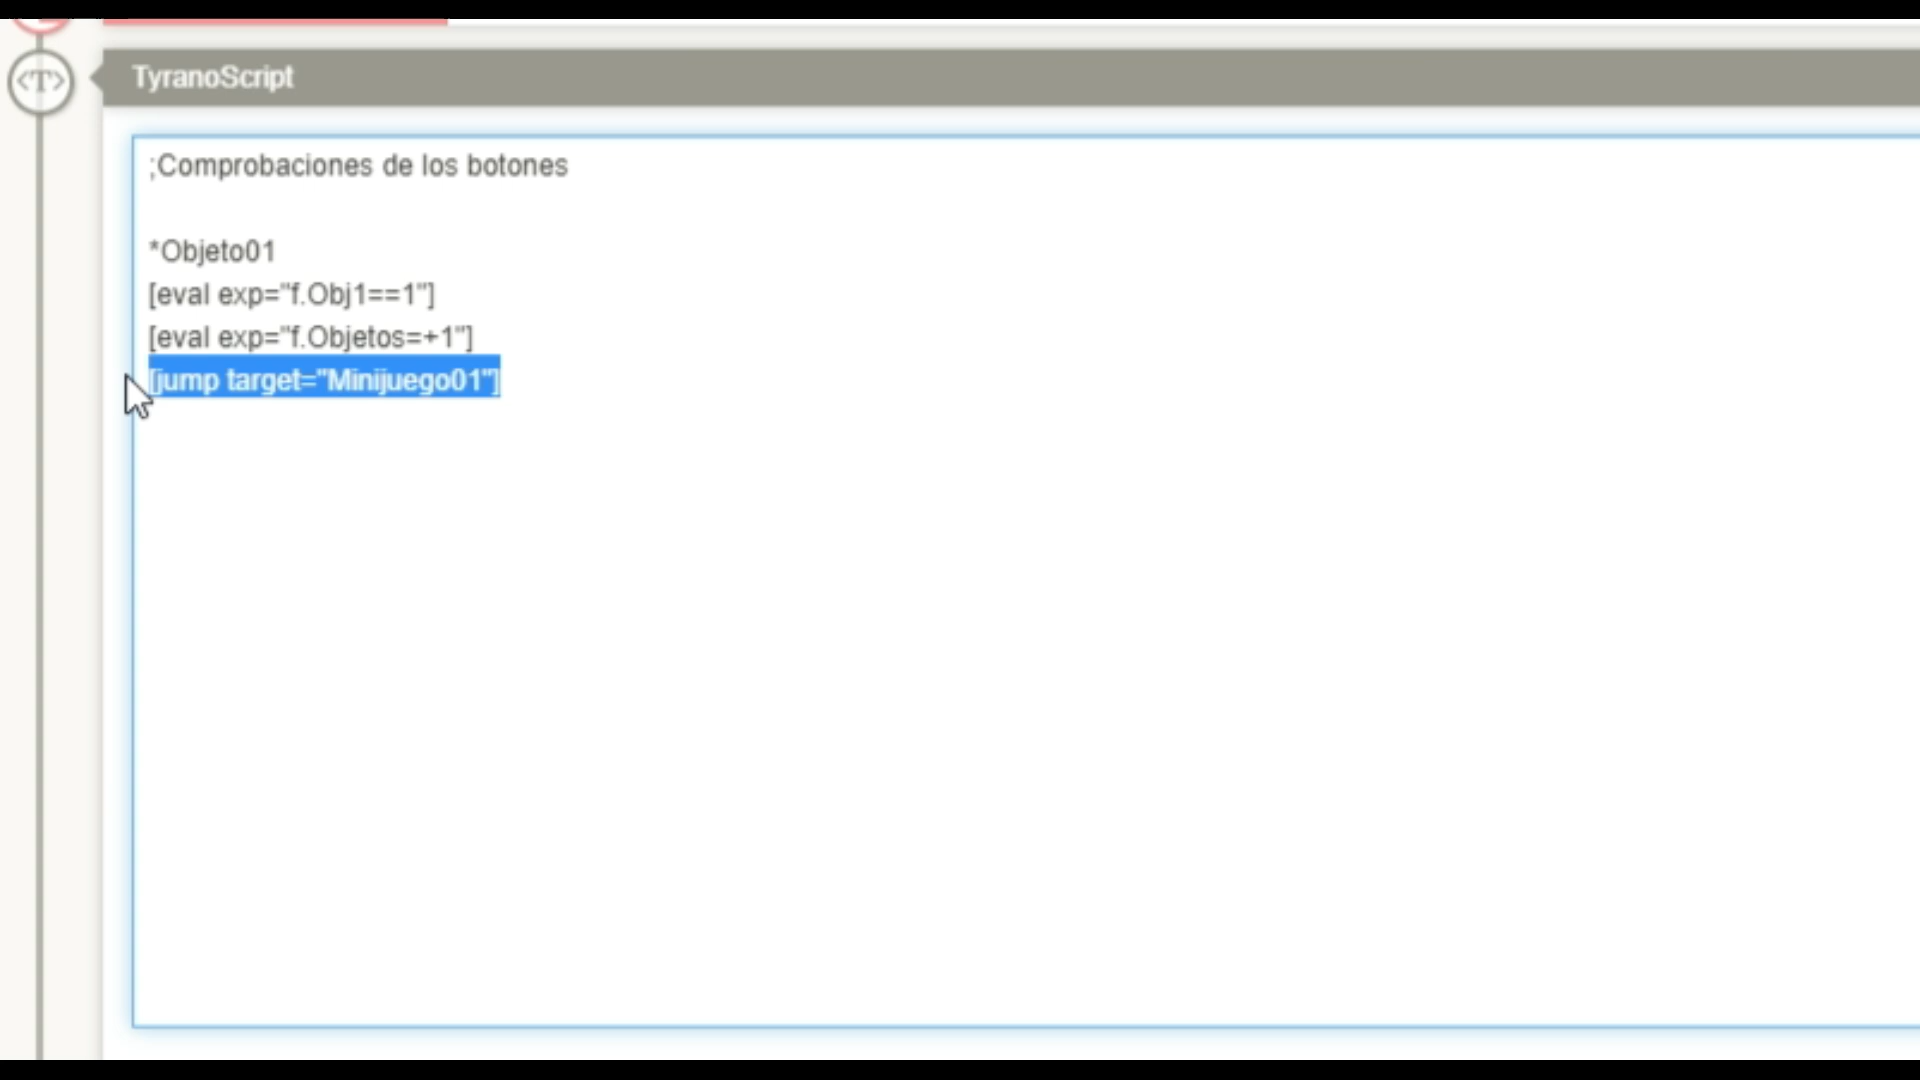 <T>
TyranoScript
;Comprobaciones de los botones
*Objeto01
[eval exp="f.Obj1==1"]
[eval exp="f.Objetos=+1"]
[jump target="Minijuego01"]